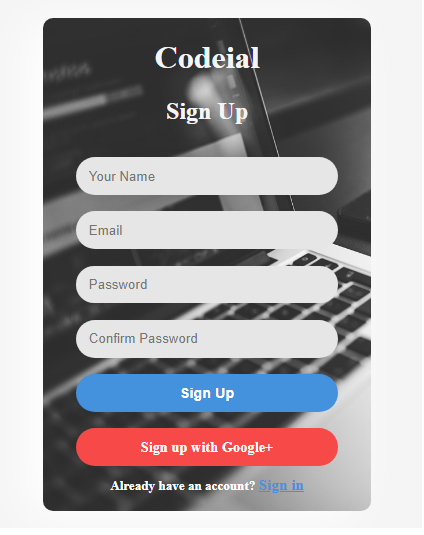 Codeial
Sign Up
Your Name
Email
Password
Confirm Password
Sign Up
Sign up with Google+
Already have an account? Sign in